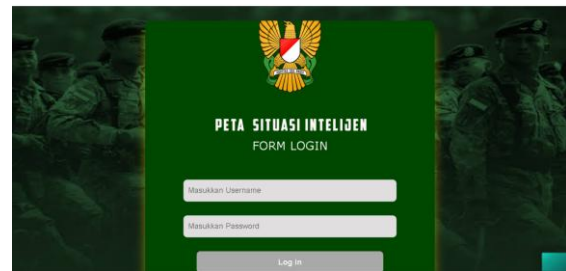 PETA SITUASI INTELIJEN
FORM LOGIN
Masukkan Username
Masukkan Password
Log in